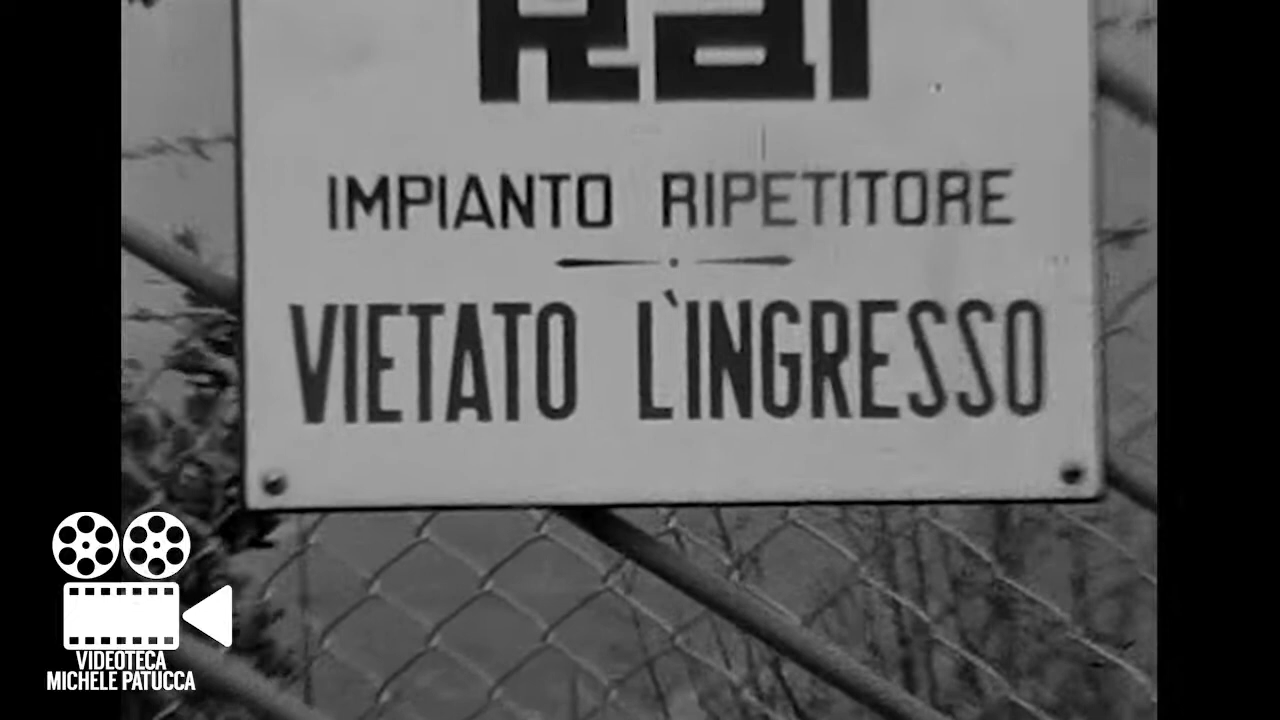 Rai
IMPIANTO RIPETITORE
VIETATO L'INGRESSO
VIDEOTECA
MICHELE PATUCCA